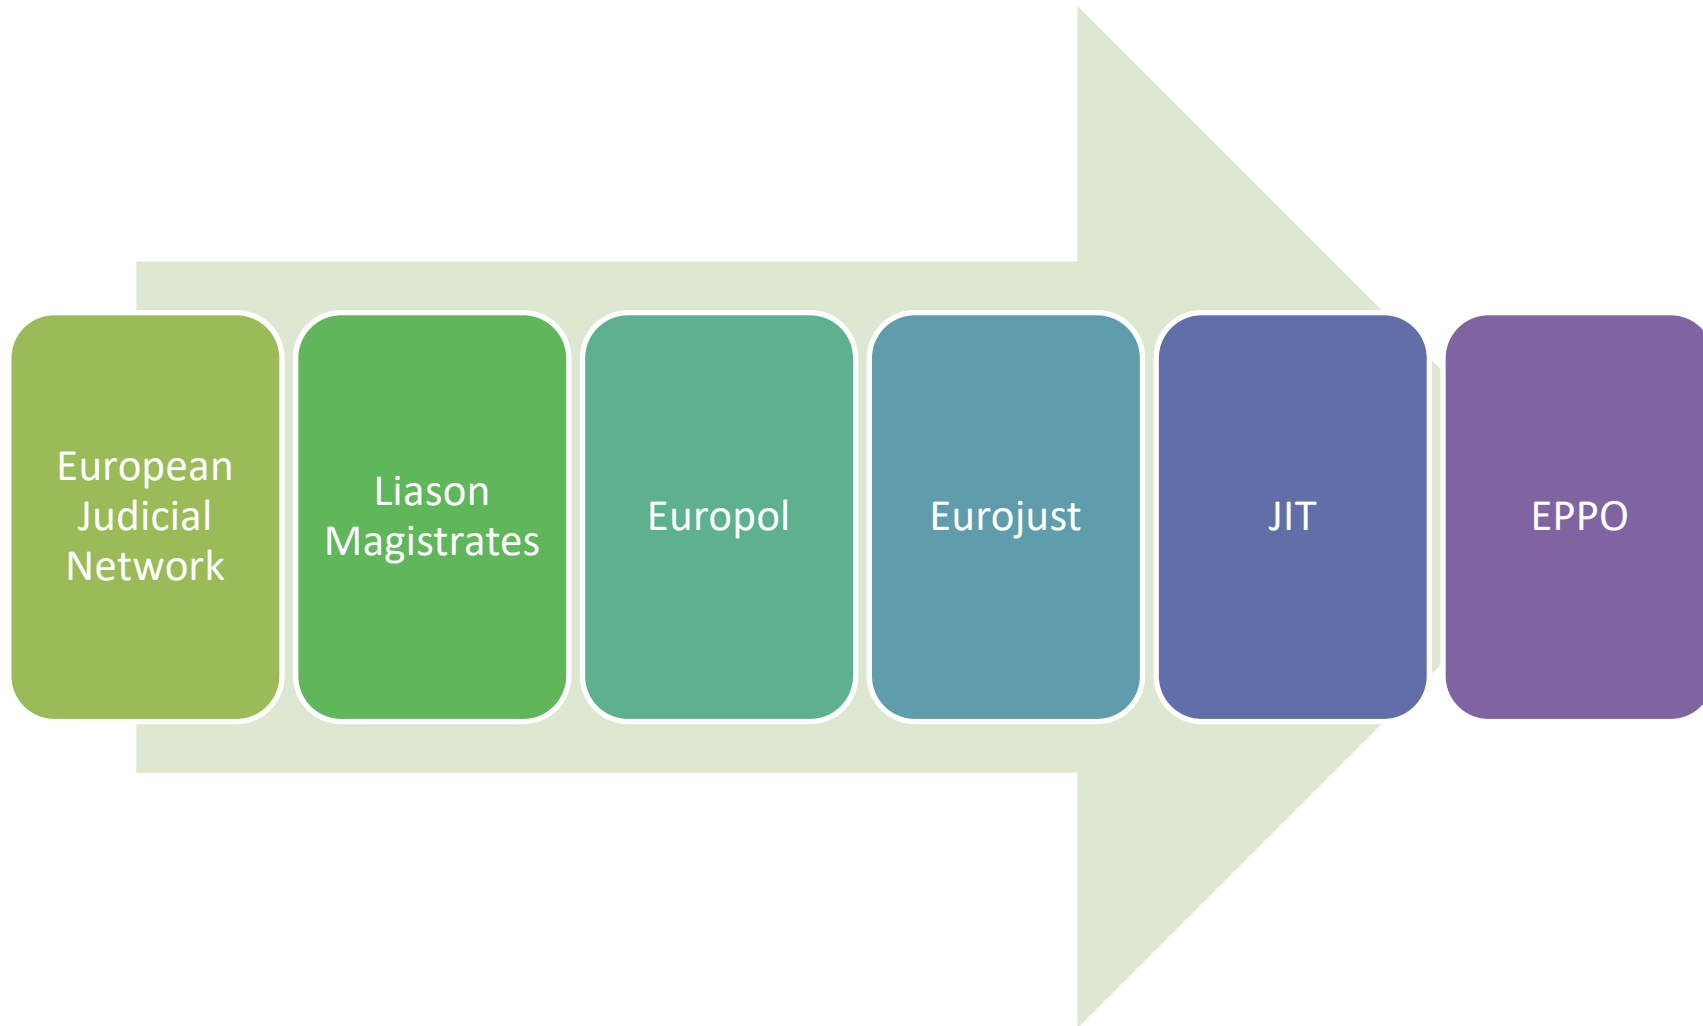 European
Judicial
Network
Liason
Magistrates
Europol
Eurojust
JIT
EPPO